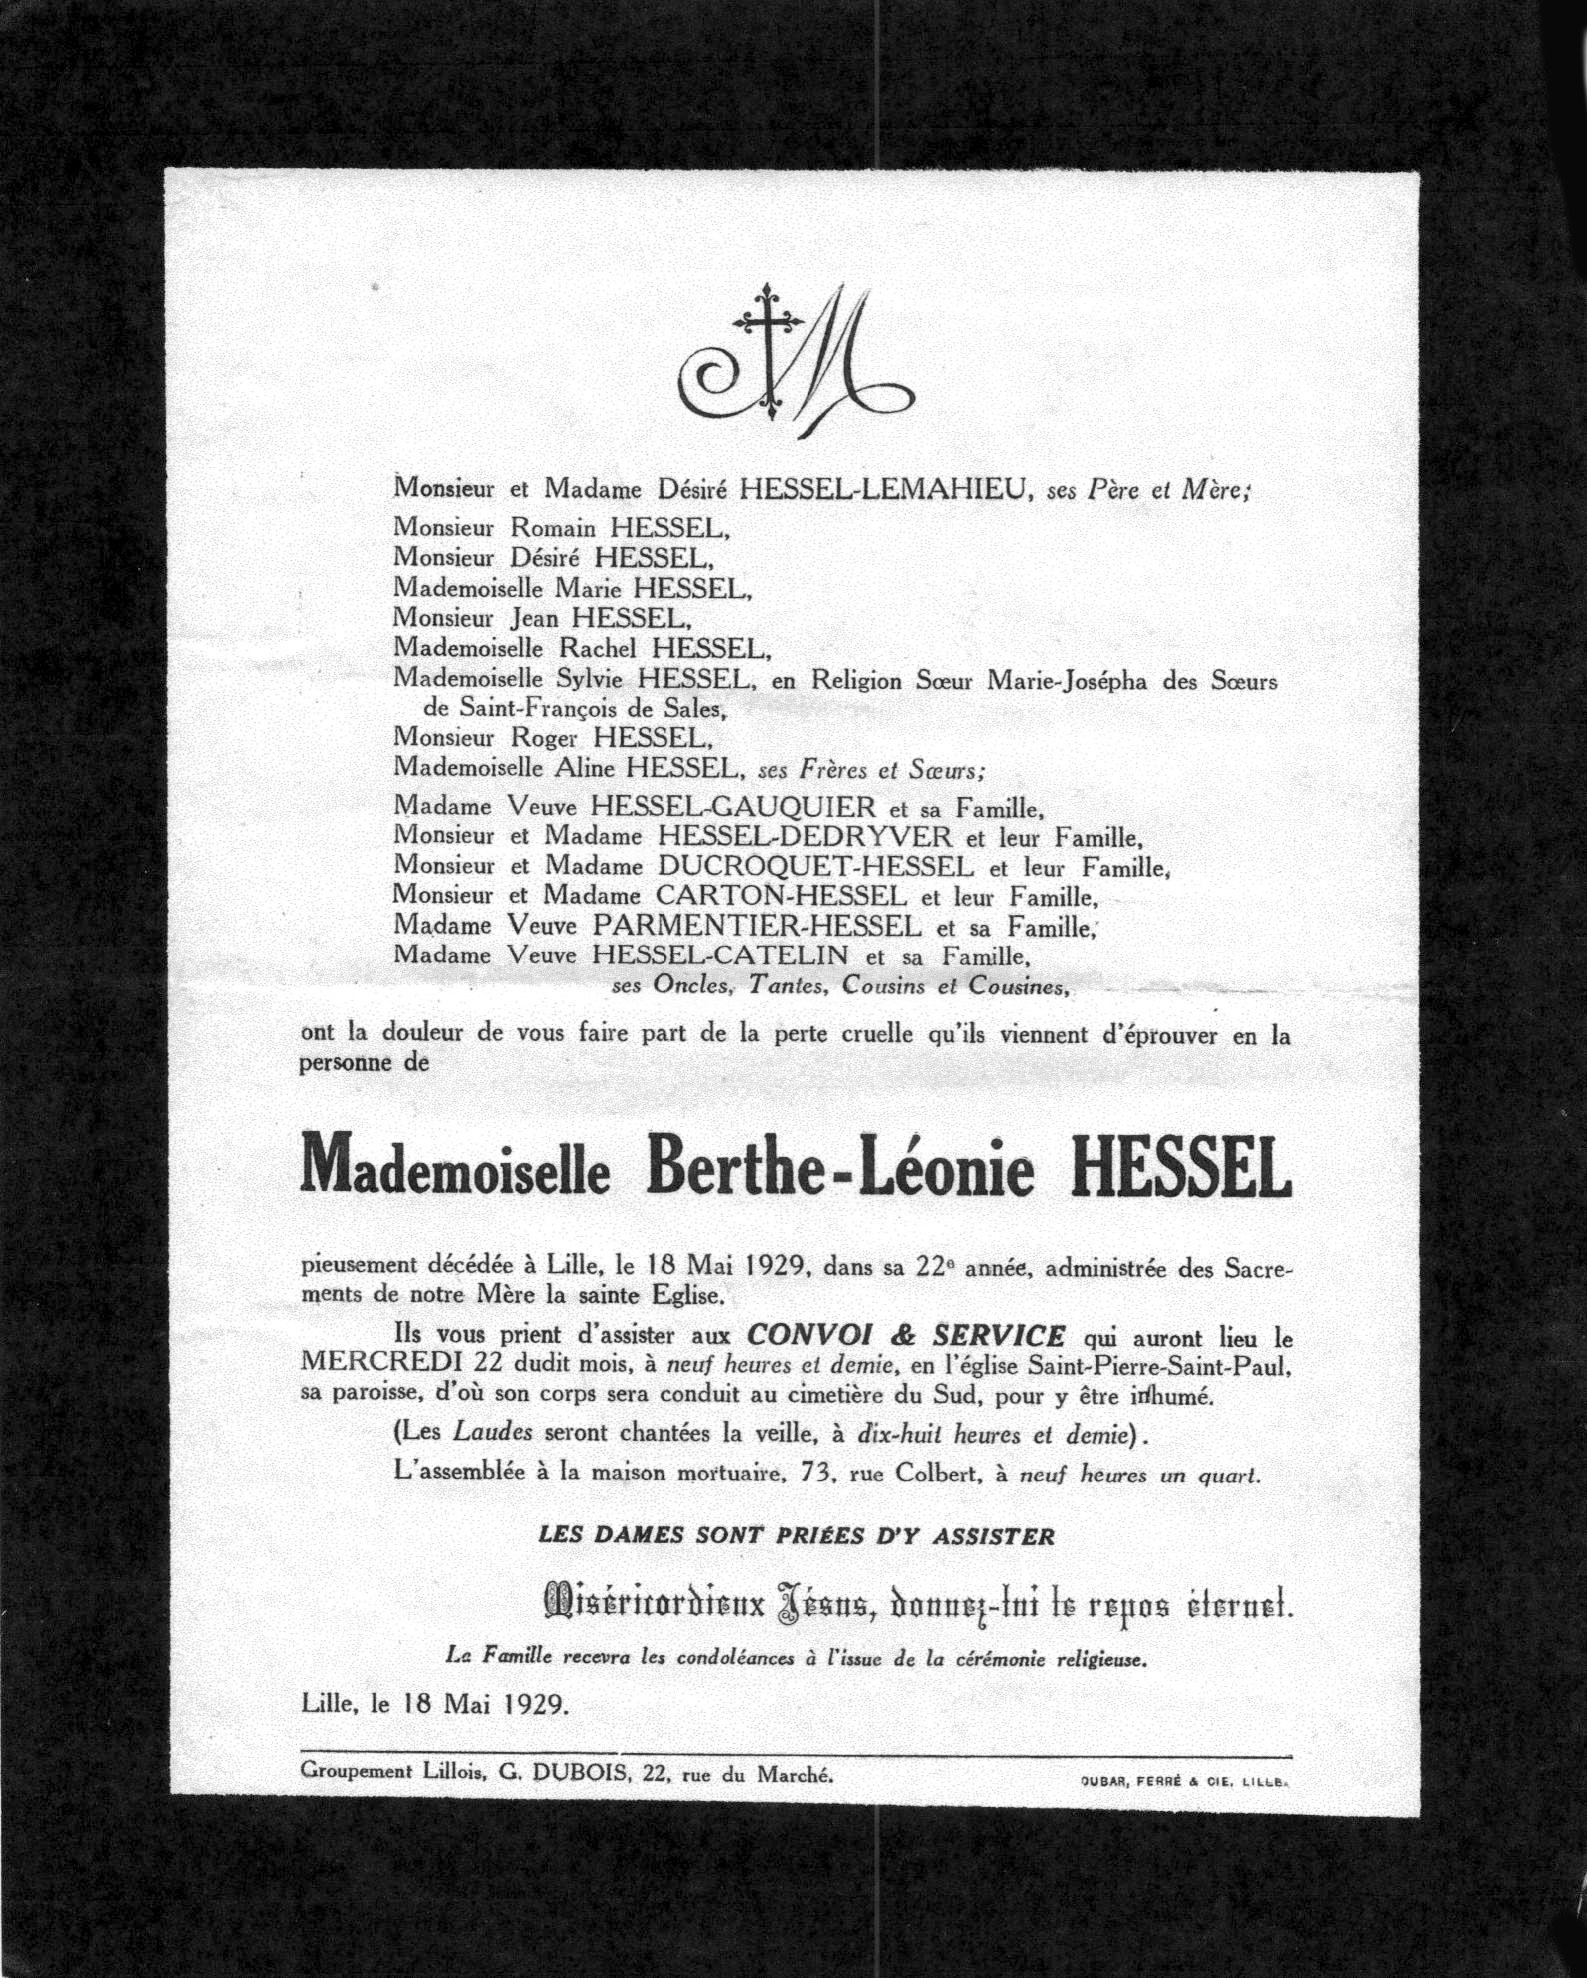 M
Monsieur et Madame Désiré HESSEL-LEMAHIEU, ses Père et Mère;
Monsieur Romain HESSEL,
Monsieur Désiré HESSEL,
Mademoiselle Marie HESSEL,
Monsieur Jean HESSEL,
Mademoiselle Rachel HESSEL,
Mademoiselle Sylvie HESSEL, en Religion Sœur Marie-Josépha des Sœurs
de Saint-François de Sales,
Monsieur Roger HESSEL,
Mademoiselle Aline HESSEL, ses Frères et Sœurs;
Madame Veuve HESSEL-GAUQUIER et sa Famille,
Monsieur et Madame HESSEL-DEDRYVER et leur Famille,
Monsieur et Madame DUCROQUET-HESSEL et leur Famille,
Monsieur et Madame CARTON-HESSEL et leur Famille,
Madame Veuve PARMENTIER-HESSEL et sa Famille,
Madame Veuve HESSEL-CATELIN et sa Famille,
ses Oncles, Tantes, Cousins et Cousines,
ont la douleur de vous faire part de la perte cruelle qu'ils viennent d'éprouver en la
personne de
Mademoiselle Berthe-Léonie HESSEL
pieusement décédée à Lille, le 18 Mai 1929, dans sa 22e année, administrée des Sacre-
ments de notre Mère la sainte Eglise.
Ils vous prient d'assister aux CONVOI & SERVICE qui auront lieu le
MERCREDI 22 dudit mois, à neuf heures et demie, en l'église Saint-Pierre-Saint-Paul,
sa paroisse, d'où son corps sera conduit au cimetière du Sud, pour y être inhumé.
(Les Laudes seront chantées la veille, à dix-huit heures et demie).
L'assemblée à la maison mortuaire, 73, rue Colbert, à neuf heures un quart.
LES DAMES SONT PRIÉES D'Y ASSISTER
Miséricordieux Jésus, donnez-lui le repos éternel.
La Famille recevra les condoléances à l'issue de la cérémonie religieuse.
Lille, le 18 Mai 1929.
Groupement Lillois, G. DUBOIS, 22, rue du Marché.
DUBAR, FERRÉ & CIE, LILLE.